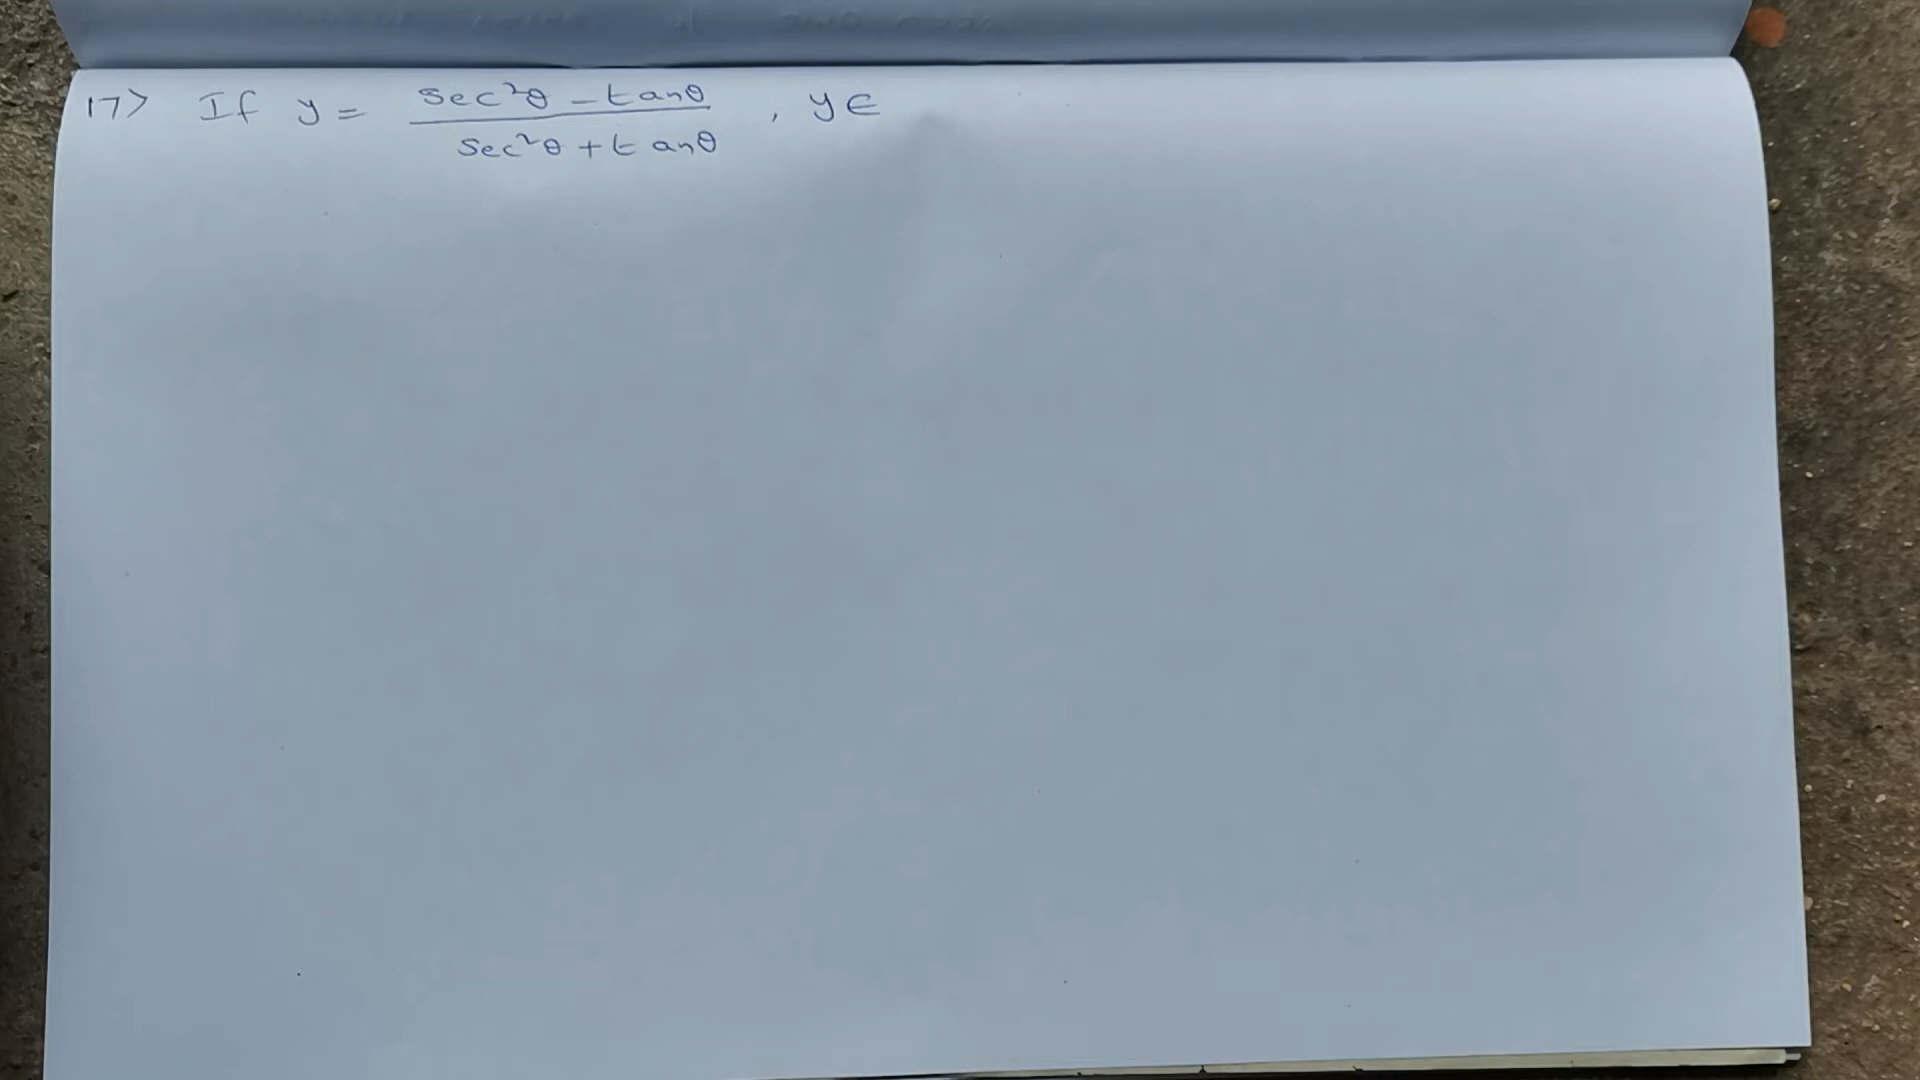 17> If y = sec²θ - tanθ / sec²θ + tanθ , y ∈